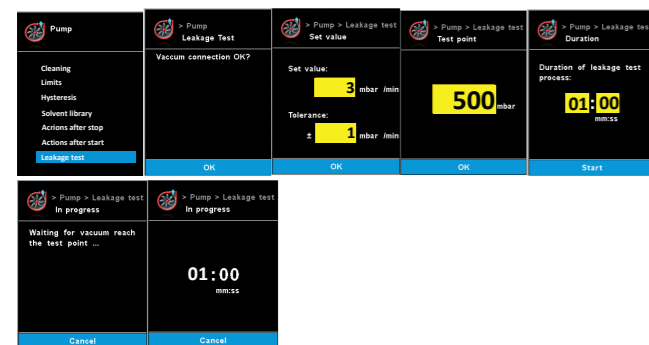 Pump
Cleaning
Limits
Hysteresis
Solvent library
Acrions after stop
Actions after start
Leakage test
> Pump
Leakage Test
Vaccum connection OK?
OK
> Pump > Leakage test
Set value
Set value:
3 mbar /min
Tolerance:
± 1 mbar /min
OK
> Pump > Leakage test
Test point
500 mbar
OK
> Pump > Leakage tes
Duration
Duration of leakage test
process:
01:00
mm:ss
Start
> Pump > Leakage test
In progress
Waiting for vacuum reach
the test point ...
Cancel
> Pump > Leakage test
In progress
01:00
mm:ss
Cancel